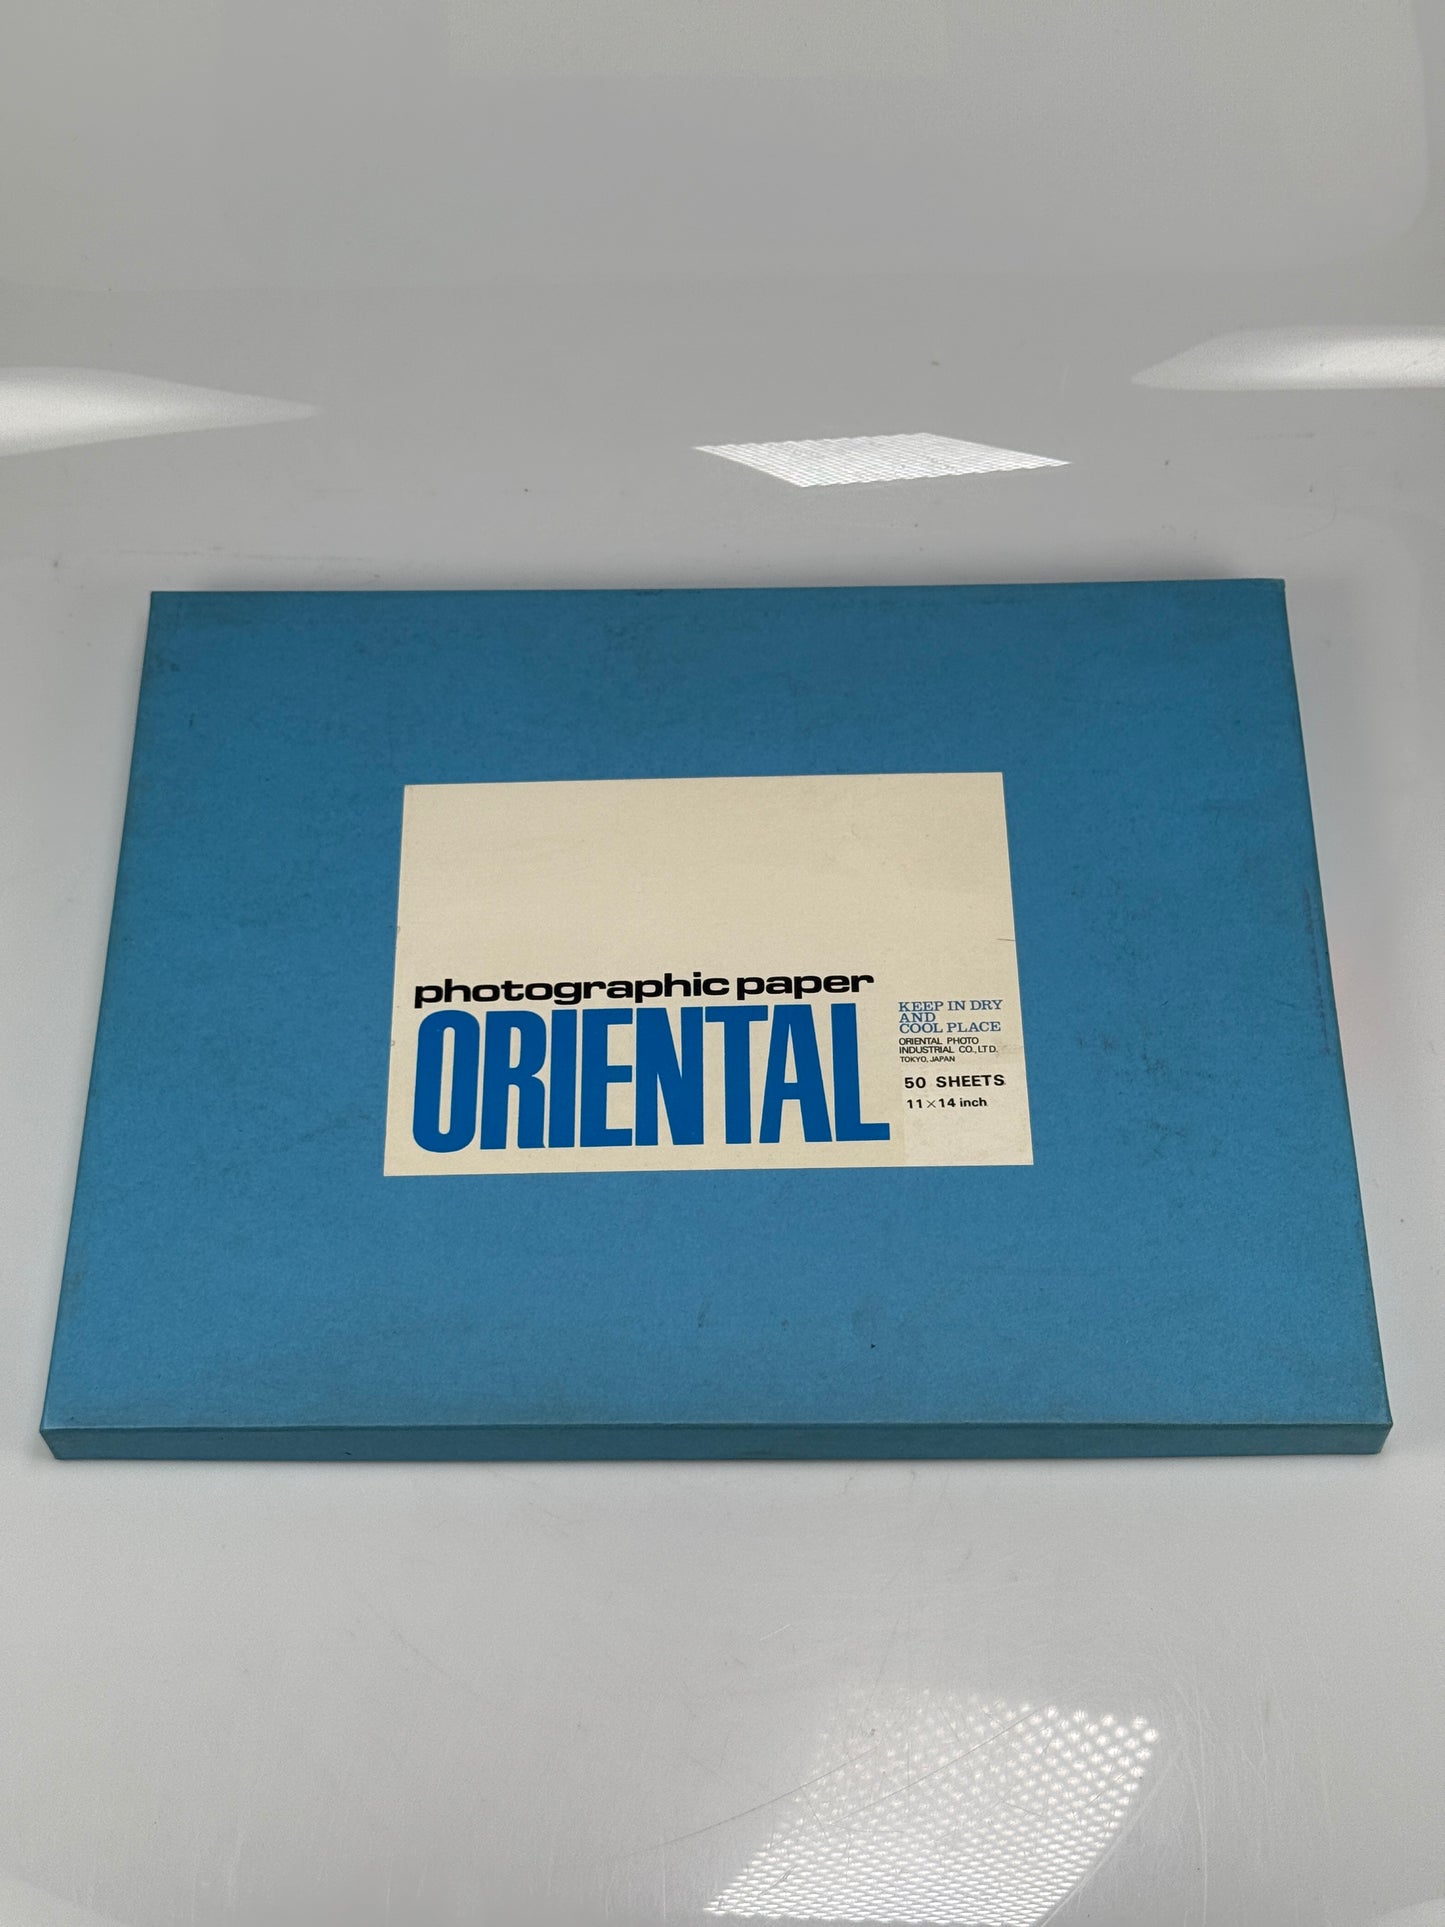 photographic paper
ORIENTAL
KEEP IN DRY
AND
COOL PLACE
ORIENTAL PHOTO
INDUSTRIAL CO., LTD.
TOKYO, JAPAN
50 SHEETS
11×14 inch